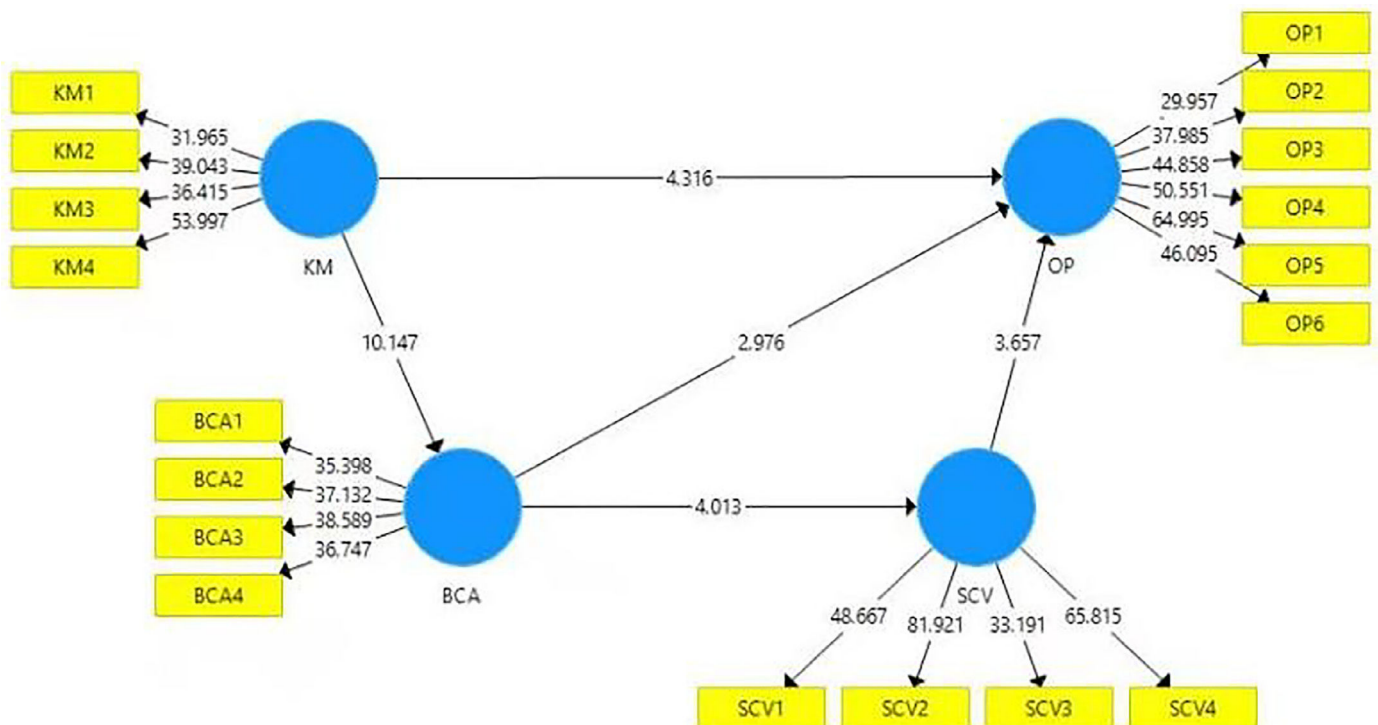 OP1
OP2
OP3
OP4
OP5
OP6
29.957
37.985
44.858
50.551
64.995
46.095
KM1
KM2
KM3
KM4
31.965
39.043
36.415
53.997
KM
4.316
OP
10.147
2.976
3.657
BCA1
BCA2
BCA3
BCA4
35.398
37.132
38.589
36.747
BCA
4.013
SCV
48.667
81.921
33.191
65.815
SCV1
SCV2
SCV3
SCV4